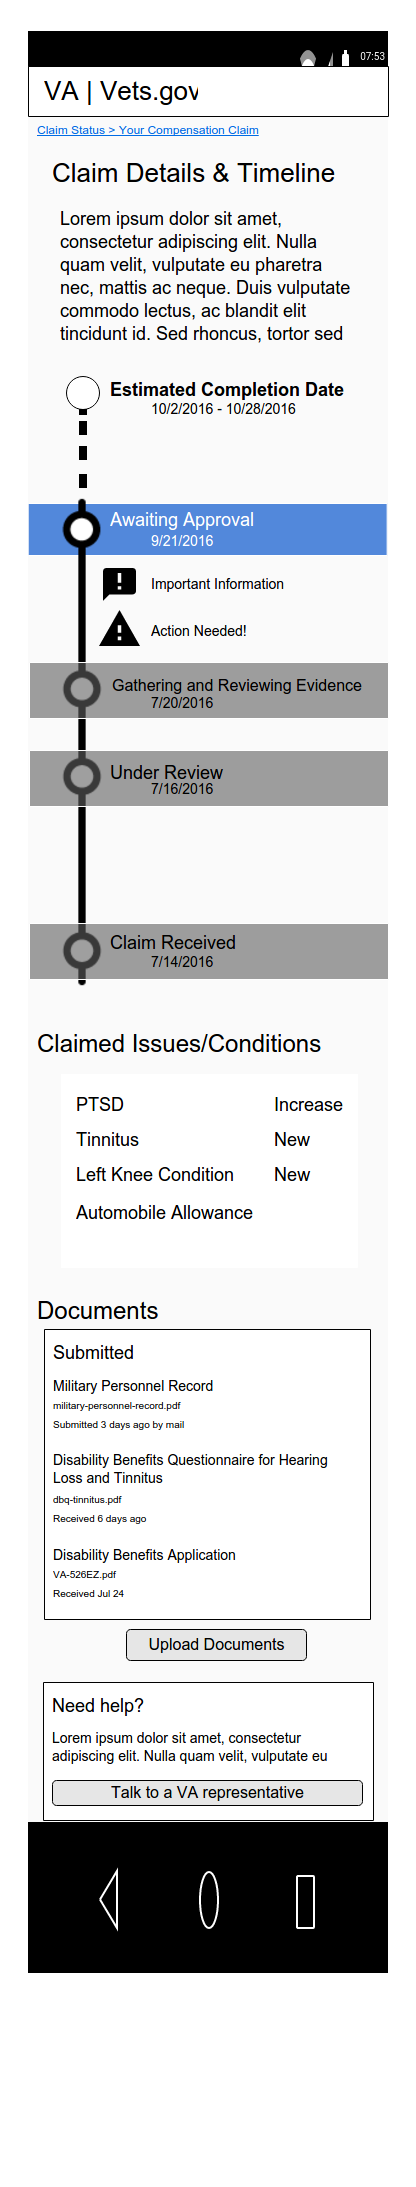 07:53
VA | Vets.gov
Claim Status > Your Compensation Claim
Claim Details & Timeline
Lorem ipsum dolor sit amet,
consectetur adipiscing elit. Nulla
quam velit, vulputate eu pharetra
nec, mattis ac neque. Duis vulputate
commodo lectus, ac blandit elit
tincidunt id. Sed rhoncus, tortor sed
Estimated Completion Date
10/2/2016 - 10/28/2016
Awaiting Approval
9/21/2016
Important Information
Action Needed!
Gathering and Reviewing Evidence
7/20/2016
Under Review
7/16/2016
Claim Received
7/14/2016
Claimed Issues/Conditions
PTSD Increase
Tinnitus New
Left Knee Condition New
Automobile Allowance
Documents
Submitted
Military Personnel Record
military-personnel-record.pdf
Submitted 3 days ago by mail
Disability Benefits Questionnaire for Hearing
Loss and Tinnitus
dbq-tinnitus.pdf
Received 6 days ago
Disability Benefits Application
VA-526EZ.pdf
Received Jul 24
Upload Documents
Need help?
Lorem ipsum dolor sit amet, consectetur
adipiscing elit. Nulla quam velit, vulputate eu
Talk to a VA representative